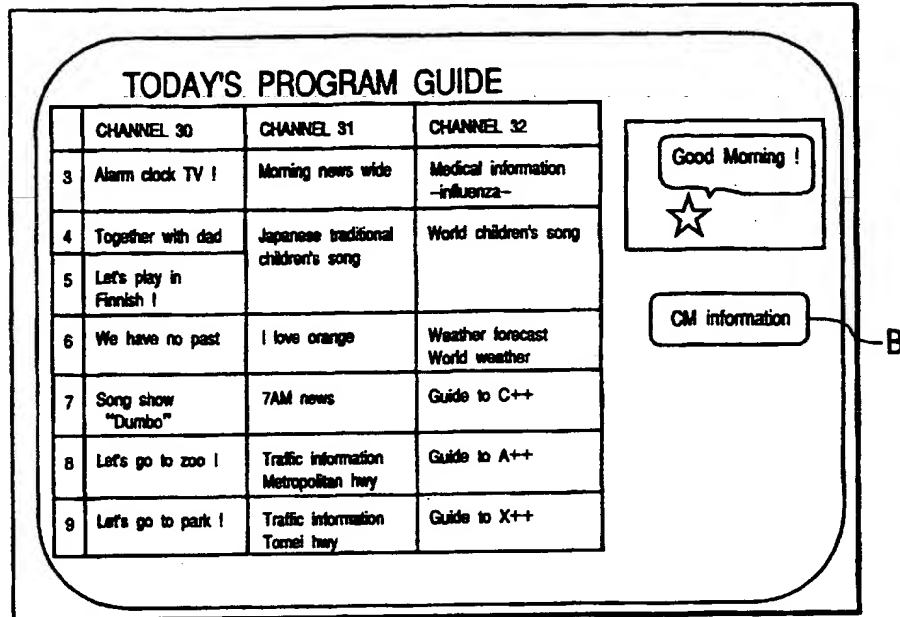 TODAY'S PROGRAM GUIDE
CHANNEL 30 CHANNEL 31 CHANNEL 32
3 Alarm clock TV ! Morning news wide Medical information
–influenza–
4 Together with dad Japanese traditional World children's song
children's song
5 Let's play in
Finnish !
6 We have no past I love orange Weather forecast
World weather
7 Song show 7AM news Guide to C++
"Dumbo"
8 Let's go to zoo ! Traffic information Guide to A++
Metropolitan hwy
9 Let's go to park ! Traffic information Guide to X++
Tomei hwy
Good Morning !
CM information
B